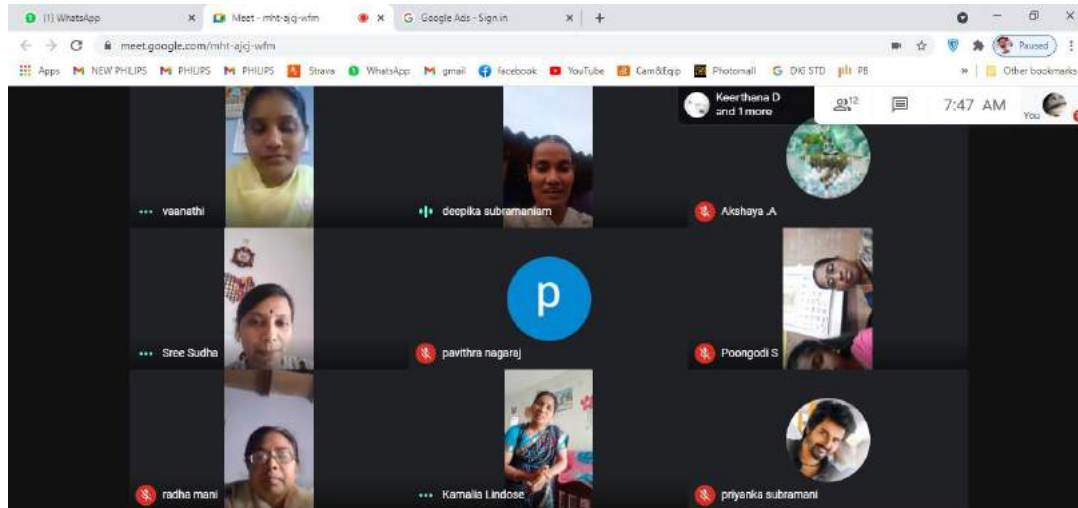 (1) WhatsApp
Meet - mht-ajcj-wfm
Google Ads - Sign in
meet.google.com/mht-ajcj-wfm
Paused
Apps NEW PHILIPS PHILIPS PHILIPS Strava WhatsApp gmail facebook YouTube Cam&Eqip Photomall DIG STD PB
Other bookmarks
Keerthana D
and 1 more
12
7:47 AM
You
vaanathi
deepika subramaniam
Akshaya .A
Sree Sudha
p
pavithra nagaraj
Poongodi S
radha mani
Kamalia Lindose
priyanka subramani